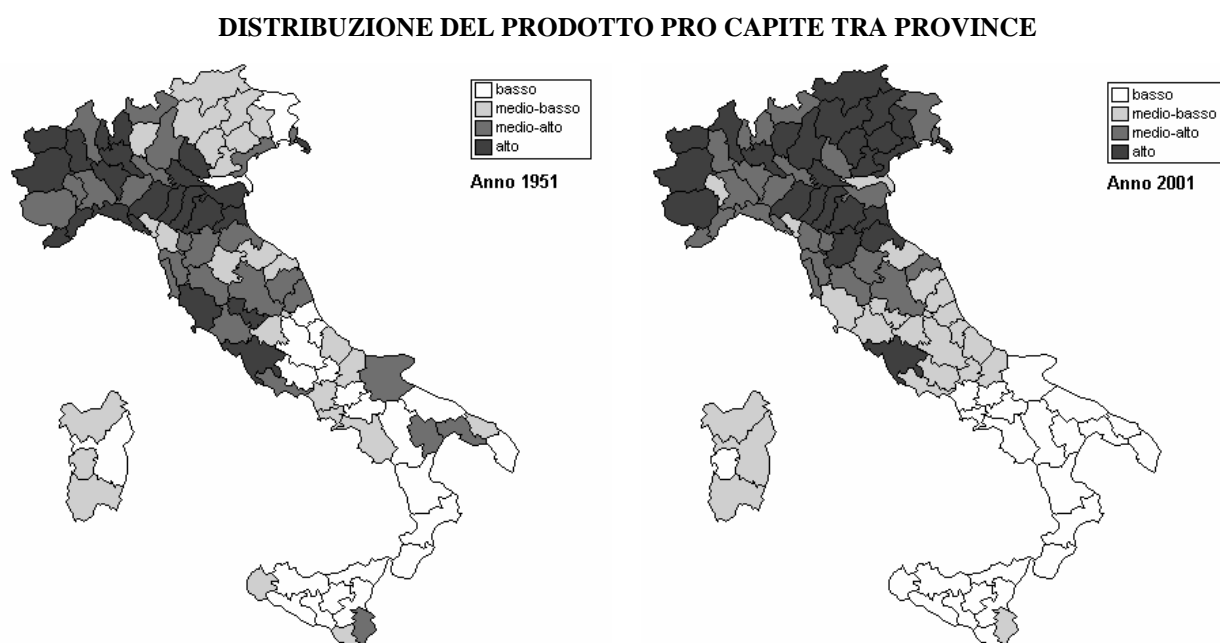 DISTRIBUZIONE DEL PRODOTTO PRO CAPITE TRA PROVINCE
basso
medio-basso
medio-alto
alto
Anno 1951
basso
medio-basso
medio-alto
alto
Anno 2001